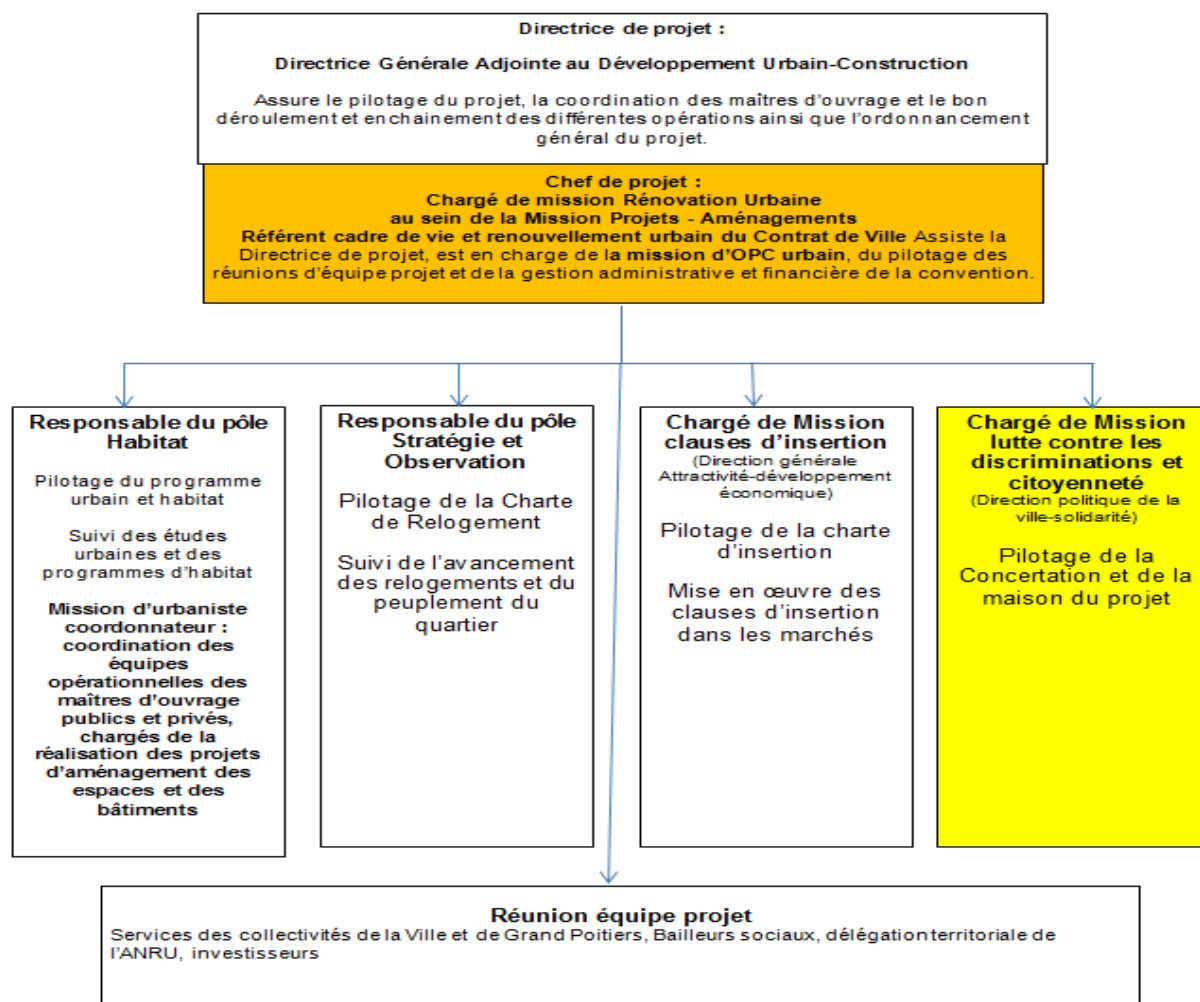 Directrice de projet :
Directrice Générale Adjointe au Développement Urbain-Construction
Assure le pilotage du projet, la coordination des maîtres d'ouvrage et le bon
déroulement et enchainement des différentes opérations ainsi que l'ordonnancement
général du projet.
Chef de projet :
Chargé de mission Rénovation Urbaine
au sein de la Mission Projets - Aménagements
Référent cadre de vie et renouvellement urbain du Contrat de Ville Assiste la
Directrice de projet, est en charge de la mission d'OPC urbain, du pilotage des
réunions d'équipe projet et de la gestion administrative et financière de la convention.
Responsable du pôle
Habitat
Pilotage du programme
urbain et habitat
Suivi des études
urbaines et des
programmes d'habitat
Mission d'urbaniste
coordonnateur :
coordination des
équipes
opérationnelles des
maîtres d'ouvrage
publics et privés,
chargés de la
réalisation des projets
d'aménagement des
espaces et des
bâtiments
Responsable du pôle
Stratégie et
Observation
Pilotage de la Charte
de Relogement
Suivi de l'avancement
des relogements et du
peuplement du
quartier
Chargé de Mission
clauses d'insertion
(Direction générale
Attractivité-développement
économique)
Pilotage de la charte
d'insertion
Mise en œuvre des
clauses d'insertion
dans les marchés
Chargé de Mission
lutte contre les
discriminations et
citoyenneté
(Direction politique de la
ville-solidarité)
Pilotage de la
Concertation et de la
maison du projet
Réunion équipe projet
Services des collectivités de la Ville et de Grand Poitiers, Bailleurs sociaux, délégation territoriale de
l'ANRU, investisseurs